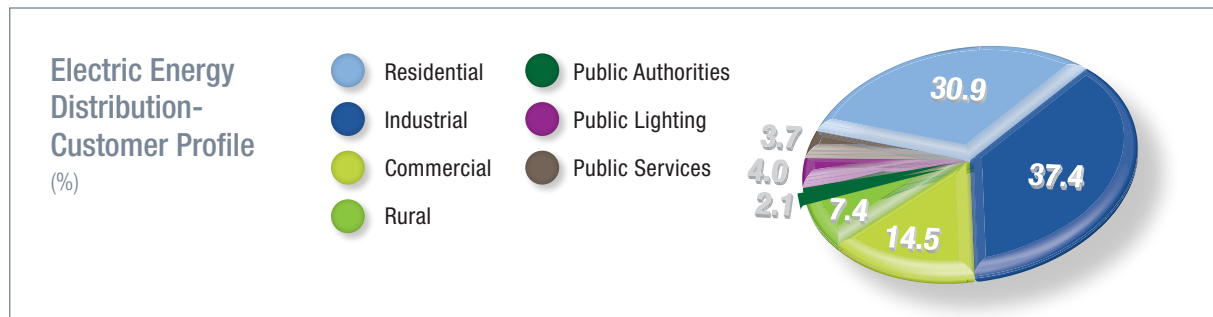 Electric Energy
Distribution-
Customer Profile
(%)
Residential
Industrial
Commercial
Rural
Public Authorities
Public Lighting
Public Services
30.9
37.4
14.5
7.4
2.1
4.0
3.7